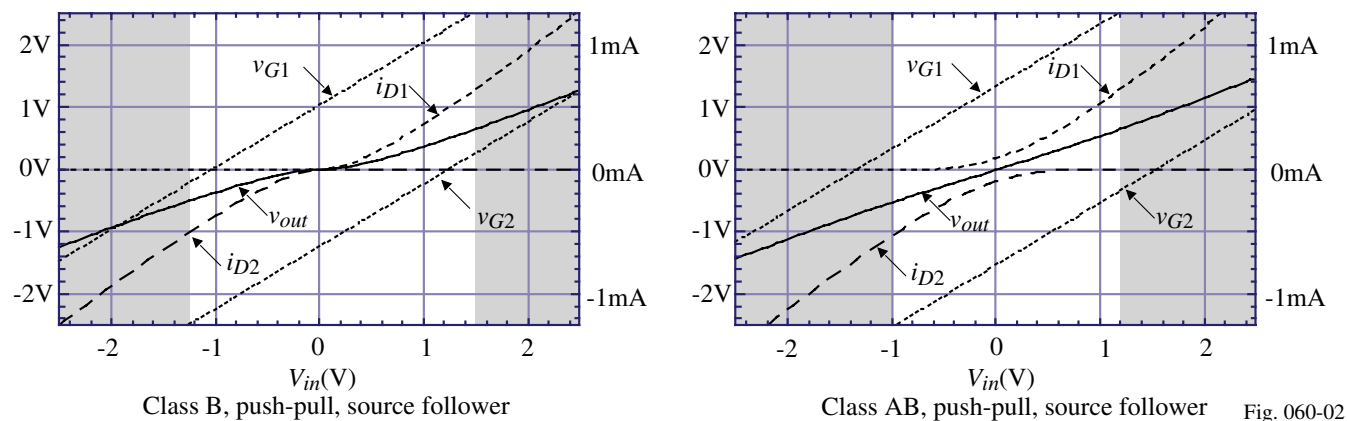 2V
1V
0V
-1V
-2V
1mA
0mA
-1mA
vG1
iD1
vout
vG2
iD2
-2 -1 0 1 2
Vin(V)
Class B, push-pull, source follower
2V
1V
0V
-1V
-2V
1mA
0mA
-1mA
vG1
iD1
vout
vG2
iD2
-2 -1 0 1 2
Vin(V)
Class AB, push-pull, source follower
Fig. 060-02